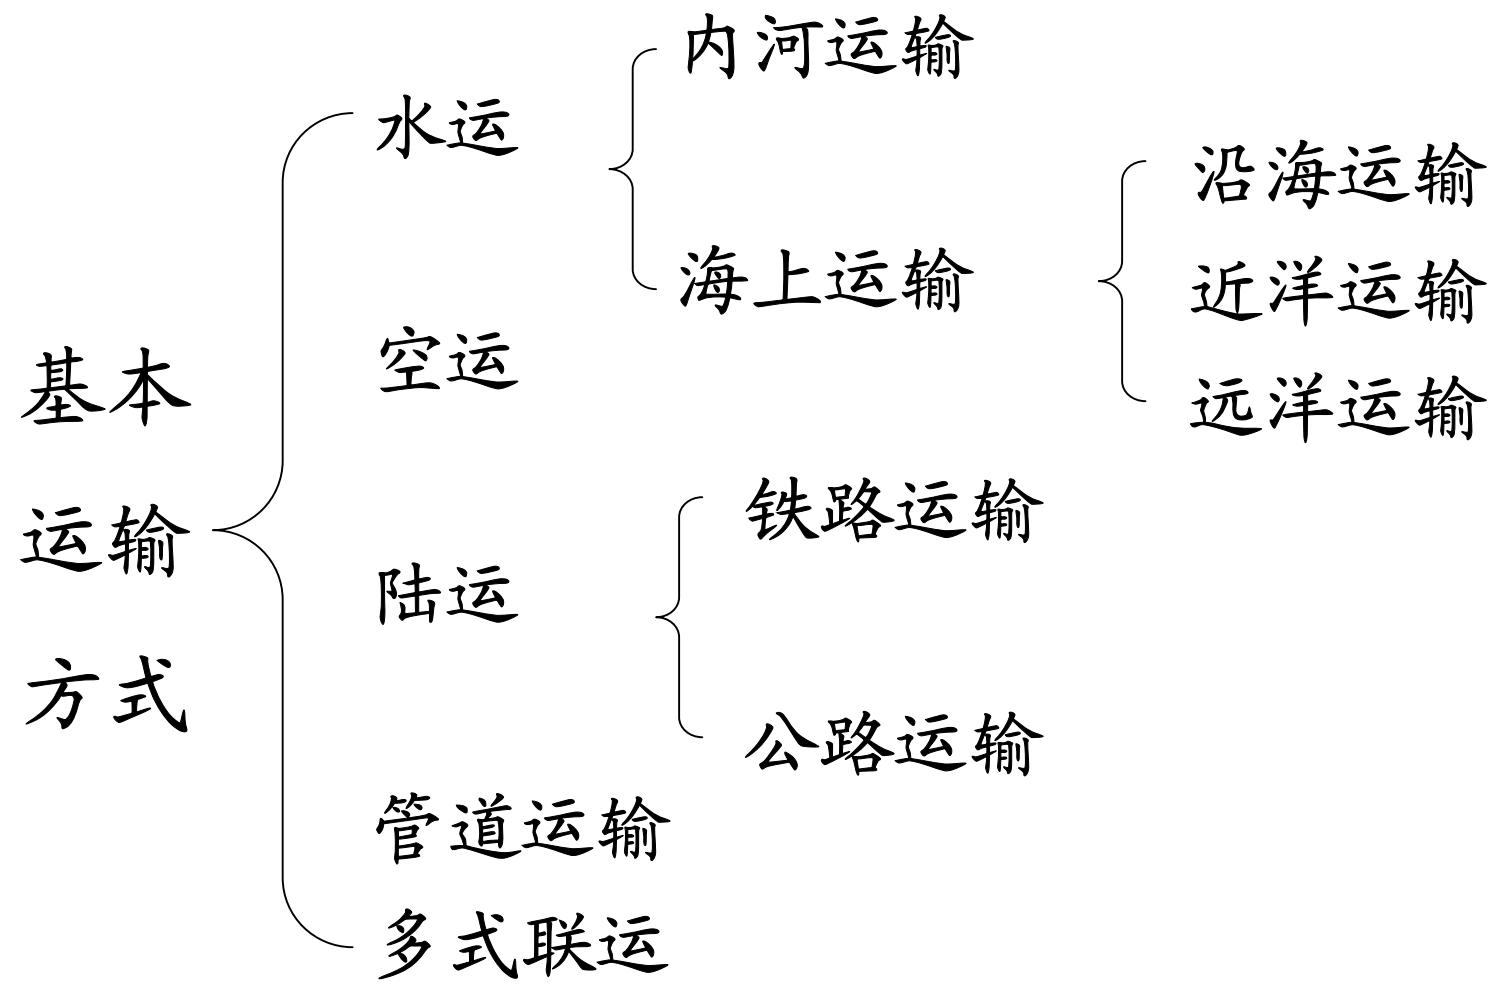 基本
运输
方式
水运
内河运输
海上运输
沿海运输
近洋运输
远洋运输
空运
陆运
铁路运输
公路运输
管道运输
多式联运